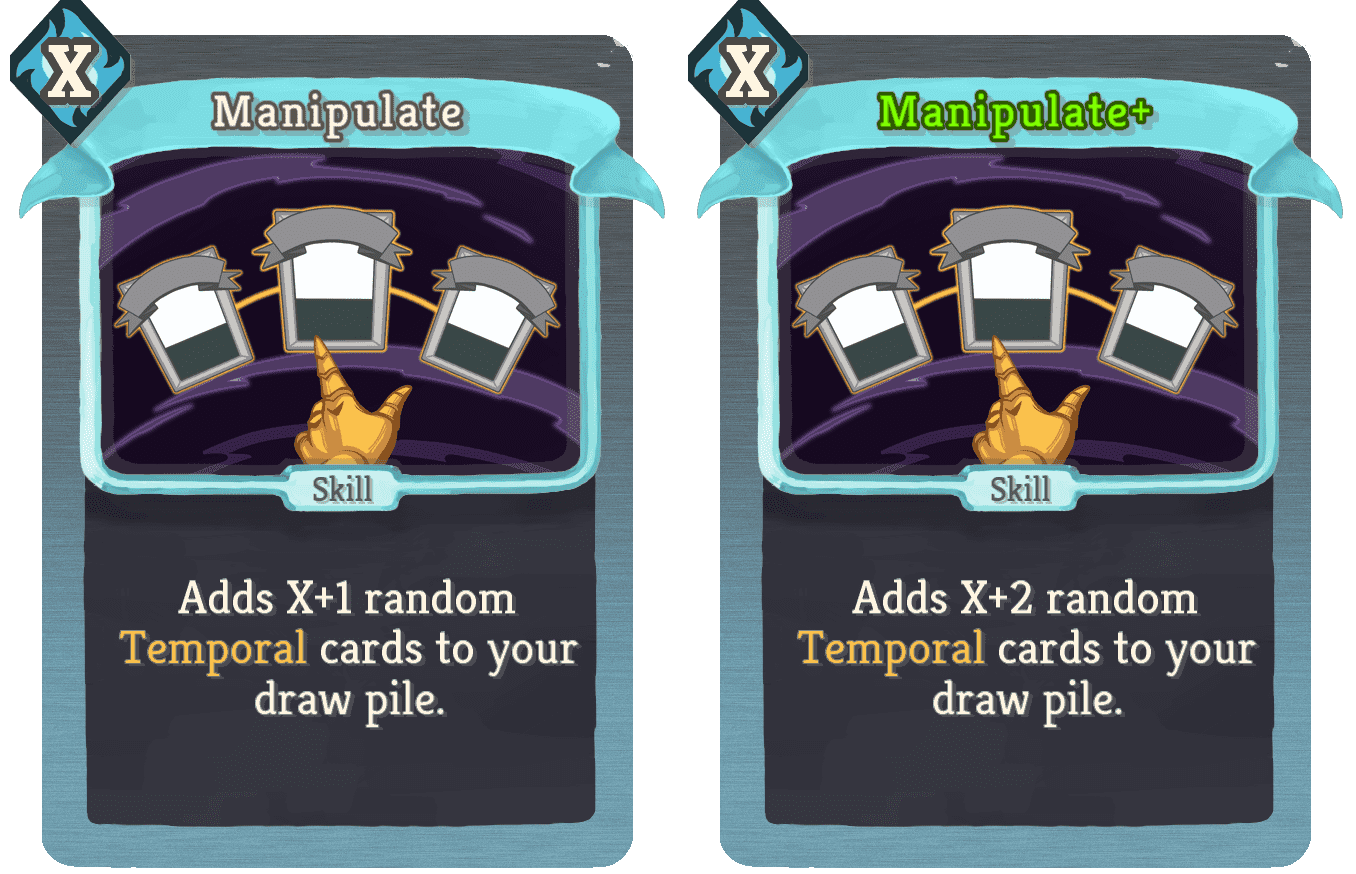 X
Manipulate
Skill
Adds X+1 random
Temporal cards to your
draw pile.
X
Manipulate+
Skill
Adds X+2 random
Temporal cards to your
draw pile.